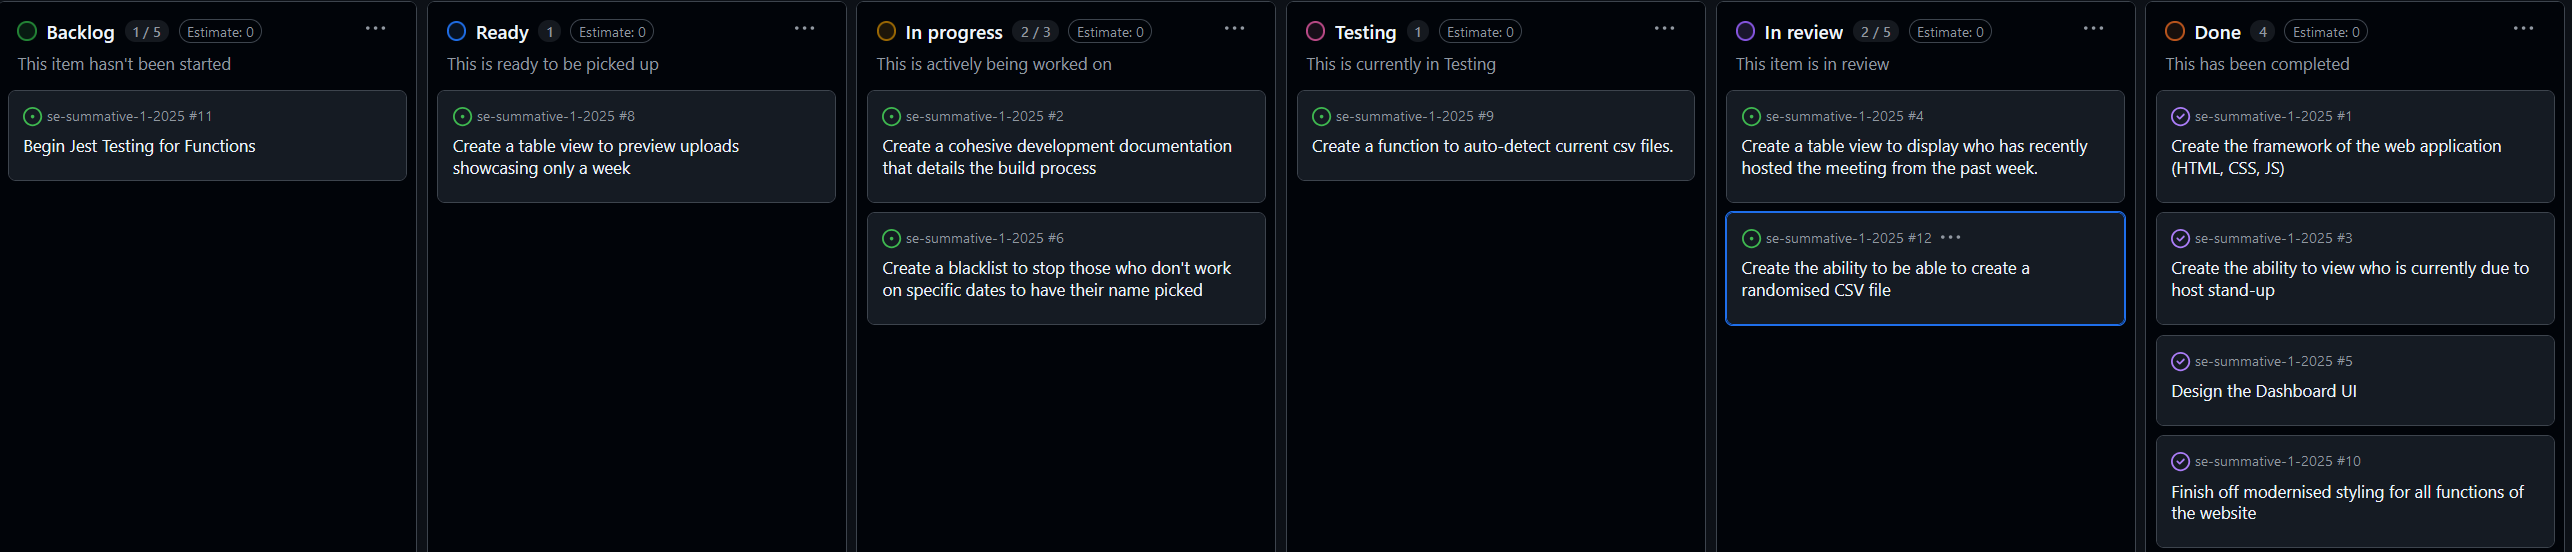 Backlog 1 / 5 Estimate: 0
This item hasn't been started
se-summative-1-2025 #11
Begin Jest Testing for Functions
Ready 1 Estimate: 0
This is ready to be picked up
se-summative-1-2025 #8
Create a table view to preview uploads
showcasing only a week
In progress 2 / 3 Estimate: 0
This is actively being worked on
se-summative-1-2025 #2
Create a cohesive development documentation
that details the build process
se-summative-1-2025 #6
Create a blacklist to stop those who don't work
on specific dates to have their name picked
Testing 1 Estimate: 0
This is currently in Testing
se-summative-1-2025 #9
Create a function to auto-detect current csv files.
In review 2 / 5 Estimate: 0
This item is in review
se-summative-1-2025 #4
Create a table view to display who has recently
hosted the meeting from the past week.
se-summative-1-2025 #12
Create the ability to be able to create a
randomised CSV file
Done 4 Estimate: 0
This has been completed
se-summative-1-2025 #1
Create the framework of the web application
(HTML, CSS, JS)
se-summative-1-2025 #3
Create the ability to view who is currently due to
host stand-up
se-summative-1-2025 #5
Design the Dashboard UI
se-summative-1-2025 #10
Finish off modernised styling for all functions of
the website